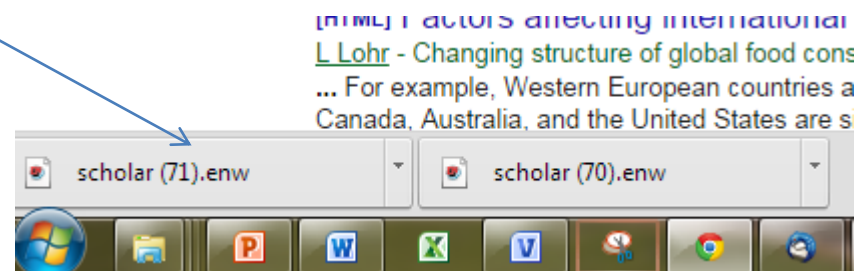 [HTML] Factors affecting international
L Lohr - Changing structure of global food cons
... For example, Western European countries a
Canada, Australia, and the United States are si
scholar (71).enw
scholar (70).enw
P W X V